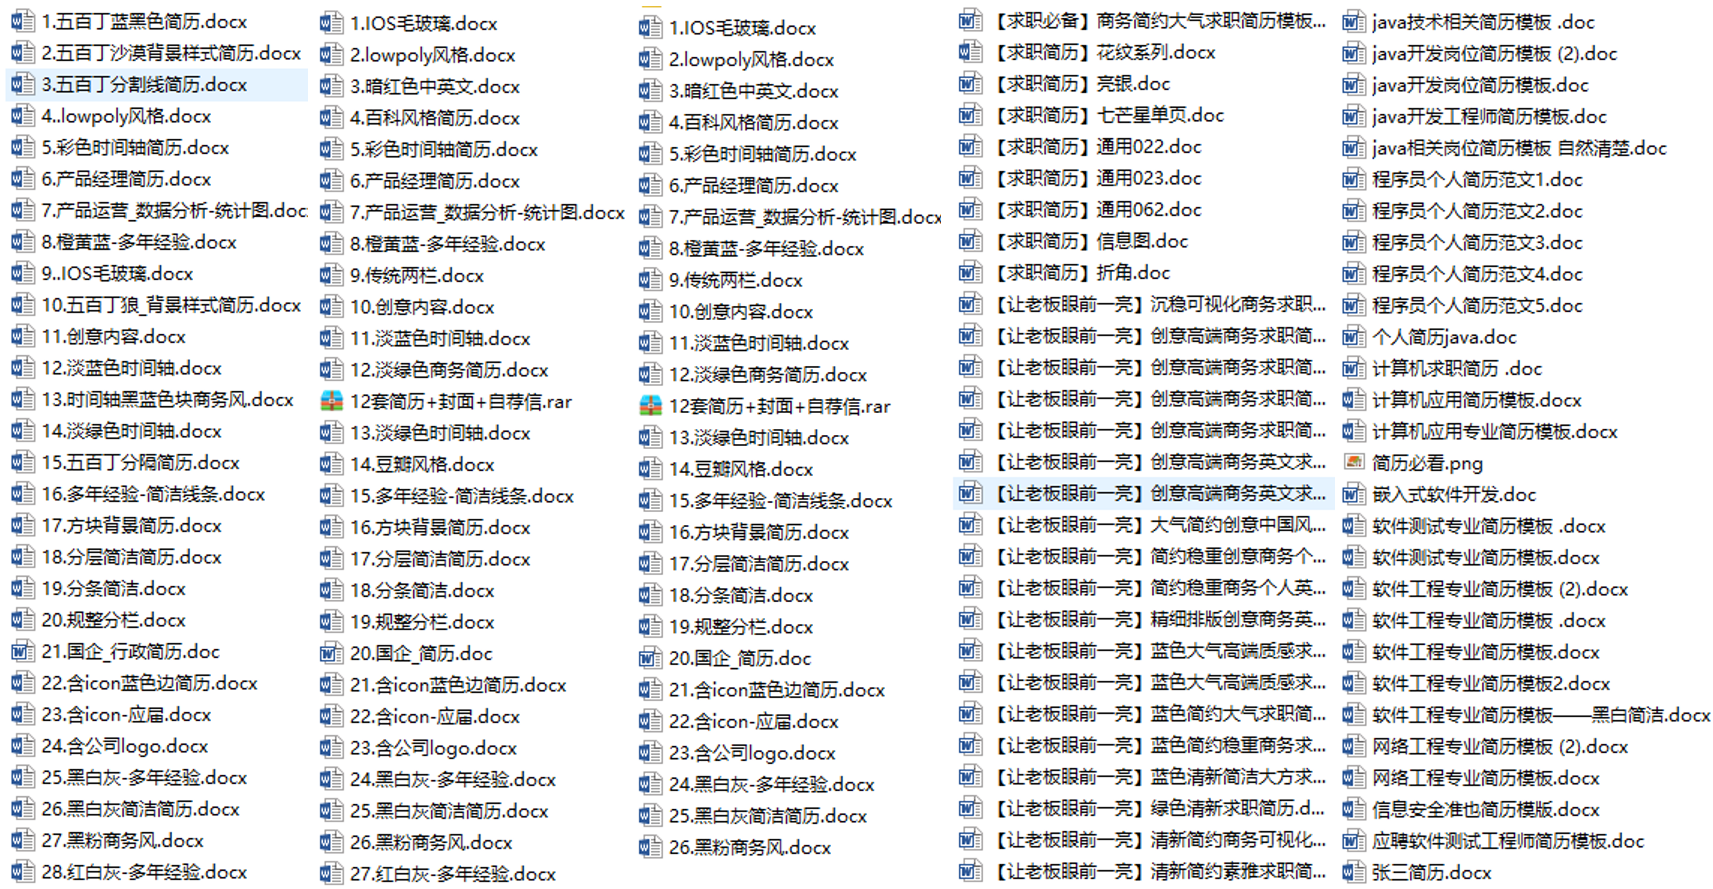 1.五百丁蓝黑色简历.docx
2.五百丁沙漠背景样式简历.docx
3.五百丁分割线简历.docx
4..lowpoly风格.docx
5.彩色时间轴简历.docx
6.产品经理简历.docx
7.产品运营_数据分析-统计图.doc
8.橙黄蓝-多年经验.docx
9..IOS毛玻璃.docx
10.五百丁狼_背景样式简历.docx
11.创意内容.docx
12.淡蓝色时间轴.docx
13.时间轴黑蓝色块商务风.docx
14.淡绿色时间轴.docx
15.五百丁分隔简历.docx
16.多年经验-简洁线条.docx
17.方块背景简历.docx
18.分层简洁简历.docx
19.分条简洁.docx
20.规整分栏.docx
21.国企_行政简历.doc
22.含icon蓝色边简历.docx
23.含icon-应届.docx
24.含公司logo.docx
25.黑白灰-多年经验.docx
26.黑白灰简洁简历.docx
27.黑粉商务风.docx
28.红白灰-多年经验.docx
1.IOS毛玻璃.docx
2.lowpoly风格.docx
3.暗红色中英文.docx
4.百科风格简历.docx
5.彩色时间轴简历.docx
6.产品经理简历.docx
7.产品运营_数据分析-统计图.docx
8.橙黄蓝-多年经验.docx
9.传统两栏.docx
10.创意内容.docx
11.淡蓝色时间轴.docx
12.淡绿色商务简历.docx
12套简历+封面+自荐信.rar
13.淡绿色时间轴.docx
14.豆瓣风格.docx
15.多年经验-简洁线条.docx
16.方块背景简历.docx
17.分层简洁简历.docx
18.分条简洁.docx
19.规整分栏.docx
20.国企_简历.doc
21.含icon蓝色边简历.docx
22.含icon-应届.docx
23.含公司logo.docx
24.黑白灰-多年经验.docx
25.黑白灰简洁简历.docx
26.黑粉商务风.docx
27.红白灰-多年经验.docx
1.IOS毛玻璃.docx
2.lowpoly风格.docx
3.暗红色中英文.docx
4.百科风格简历.docx
5.彩色时间轴简历.docx
6.产品经理简历.docx
7.产品运营_数据分析-统计图.docx
8.橙黄蓝-多年经验.docx
9.传统两栏.docx
10.创意内容.docx
11.淡蓝色时间轴.docx
12.淡绿色商务简历.docx
12套简历+封面+自荐信.rar
13.淡绿色时间轴.docx
14.豆瓣风格.docx
15.多年经验-简洁线条.docx
16.方块背景简历.docx
17.分层简洁简历.docx
18.分条简洁.docx
19.规整分栏.docx
20.国企_简历.doc
21.含icon蓝色边简历.docx
22.含icon-应届.docx
23.含公司logo.docx
24.黑白灰-多年经验.docx
25.黑白灰简洁简历.docx
26.黑粉商务风.docx
【求职必备】商务简约大气求职简历模板...
【求职简历】花纹系列.docx
【求职简历】亮银.doc
【求职简历】七芒星单页.doc
【求职简历】通用022.doc
【求职简历】通用023.doc
【求职简历】通用062.doc
【求职简历】信息图.doc
【求职简历】折角.doc
【让老板眼前一亮】沉稳可视化商务求职...
【让老板眼前一亮】创意高端商务求职简...
【让老板眼前一亮】创意高端商务求职简...
【让老板眼前一亮】创意高端商务求职简...
【让老板眼前一亮】创意高端商务求职简...
【让老板眼前一亮】创意高端商务英文求...
【让老板眼前一亮】创意高端商务英文求...
【让老板眼前一亮】大气简约创意中国风...
【让老板眼前一亮】简约稳重创意商务个...
【让老板眼前一亮】简约稳重商务个人英...
【让老板眼前一亮】精细排版创意商务英...
【让老板眼前一亮】蓝色大气高端质感求...
【让老板眼前一亮】蓝色大气高端质感求...
【让老板眼前一亮】蓝色简约大气求职简...
【让老板眼前一亮】蓝色简约稳重商务求...
【让老板眼前一亮】蓝色清新简洁大方求...
【让老板眼前一亮】绿色清新求职简历.d...
【让老板眼前一亮】清新简约商务可视化...
【让老板眼前一亮】清新简约素雅求职简...
java技术相关简历模板 .doc
java开发岗位简历模板 (2).doc
java开发岗位简历模板.doc
java开发工程师简历模板.doc
java相关岗位简历模板 自然清楚.doc
程序员个人简历范文1.doc
程序员个人简历范文2.doc
程序员个人简历范文3.doc
程序员个人简历范文4.doc
程序员个人简历范文5.doc
个人简历java.doc
计算机求职简历 .doc
计算机应用简历模板.docx
计算机应用专业简历模板.docx
简历必看.png
嵌入式软件开发.doc
软件测试专业简历模板 .docx
软件测试专业简历模板.docx
软件工程专业简历模板 (2).docx
软件工程专业简历模板 .docx
软件工程专业简历模板.docx
软件工程专业简历模板2.docx
软件工程专业简历模板——黑白简洁.docx
网络工程专业简历模板 (2).docx
网络工程专业简历模板.docx
信息安全准也简历模版.docx
应聘软件测试工程师简历模板.doc
张三简历.docx